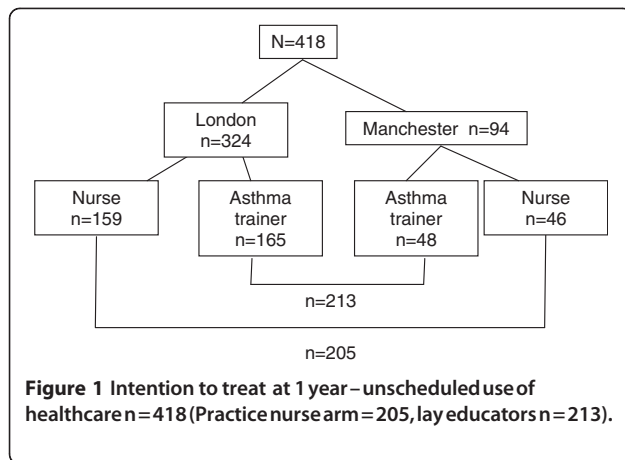 N=418
London
n=324
Manchester n=94
Nurse
n=159
Asthma
trainer
n=165
Asthma
trainer
n=48
Nurse
n=46
n=213
n=205
Figure 1 Intention to treat at 1 year – unscheduled use of
healthcare n = 418 (Practice nurse arm = 205, lay educators n = 213).